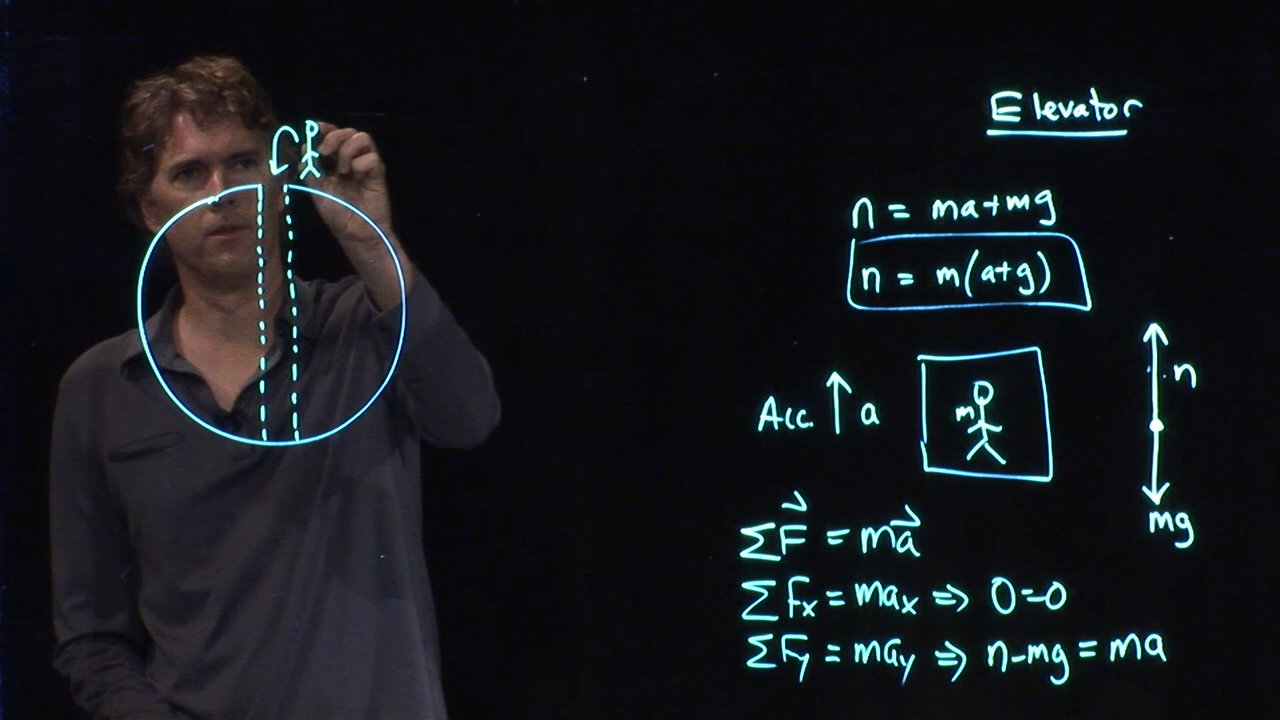 Elevator
n = ma+mg
n = m(a+g)
Acc. ↑ a
m
n
mg
ΣF⃗ = ma⃗
ΣFx = max ⇒ 0=0
ΣFy = may ⇒ n-mg = ma